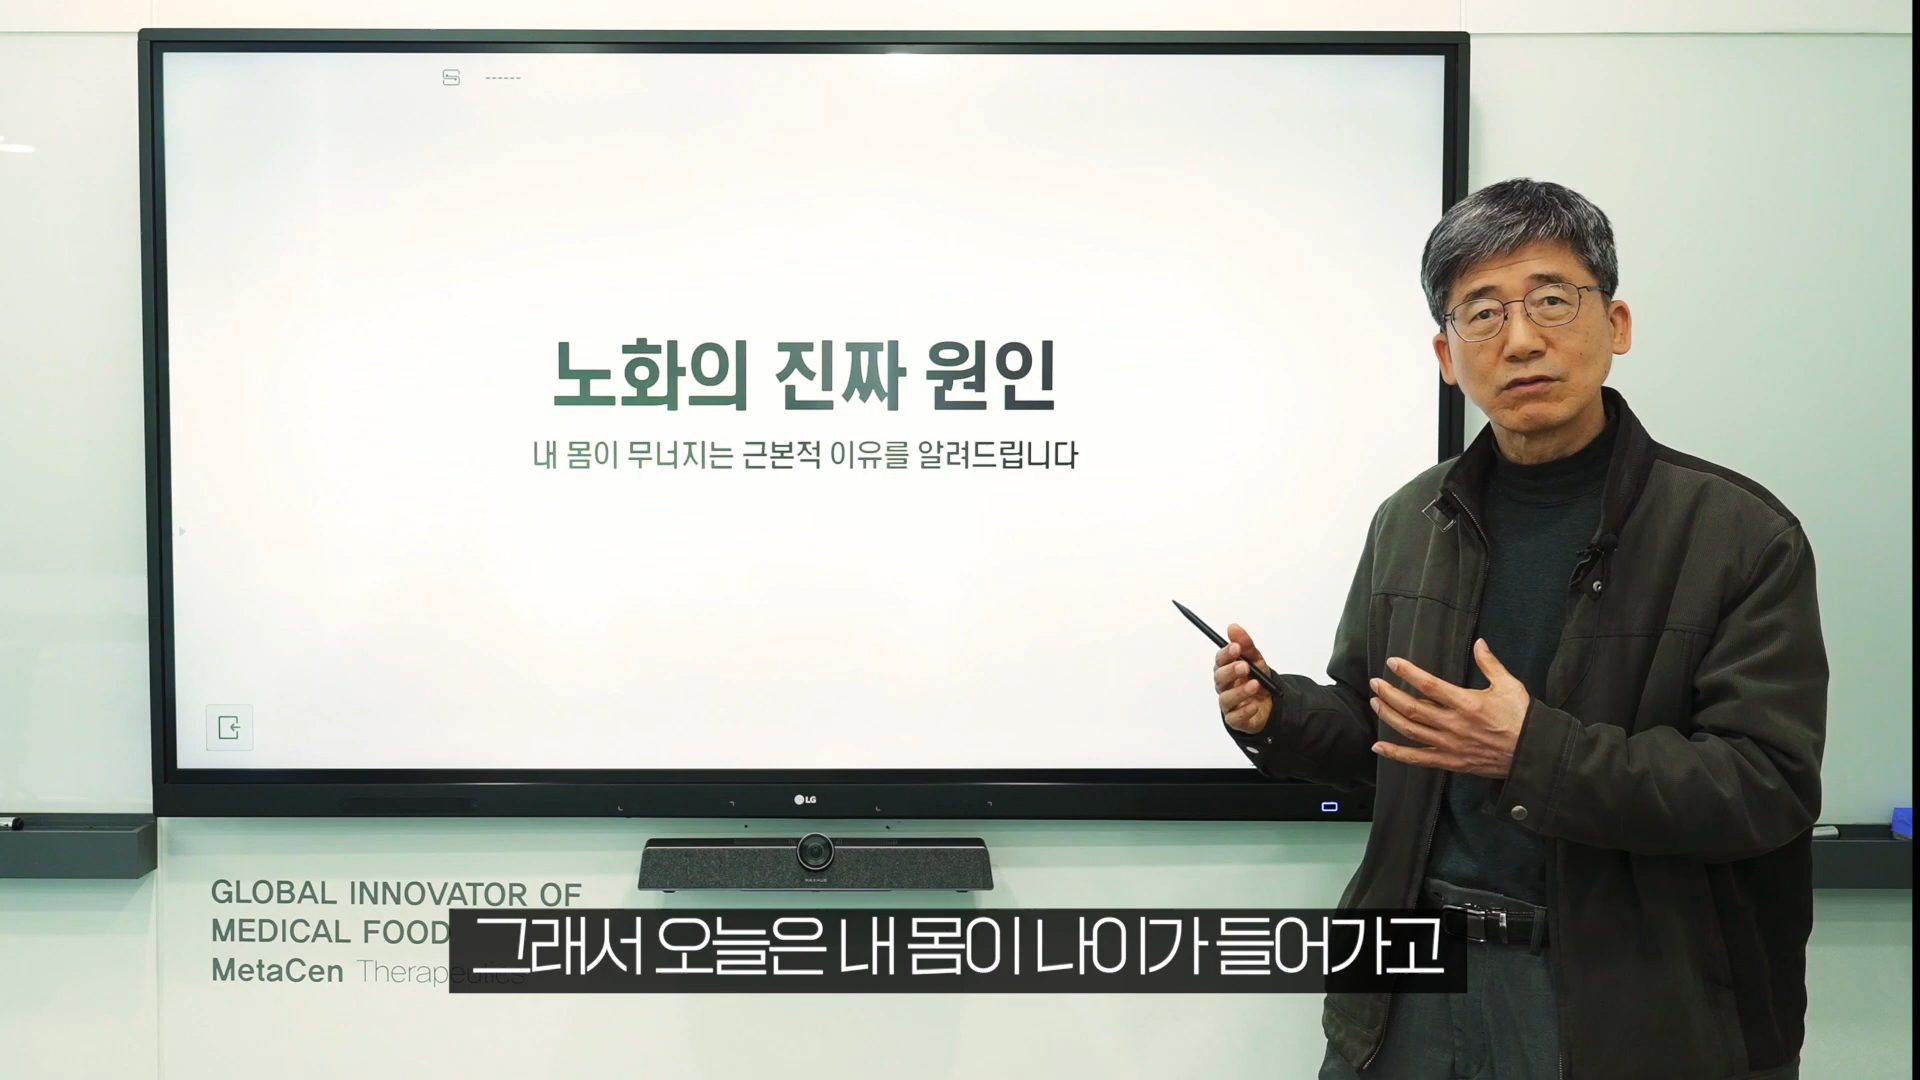 노화의 진짜 원인
내 몸이 무너지는 근본적 이유를 알려드립니다
LG
GLOBAL INNOVATOR OF
MEDICAL FOOD
MetaCen Therapeutics
그래서 오늘은 내 몸이 나이가 들어가고